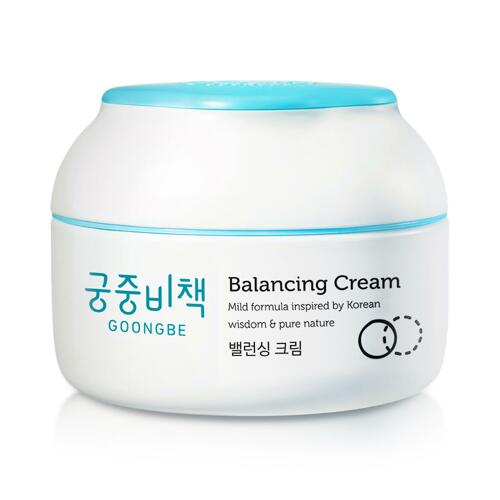 궁중비책
GOONGBE
Balancing Cream
Mild formula inspired by Korean
wisdom & pure nature
밸런싱 크림